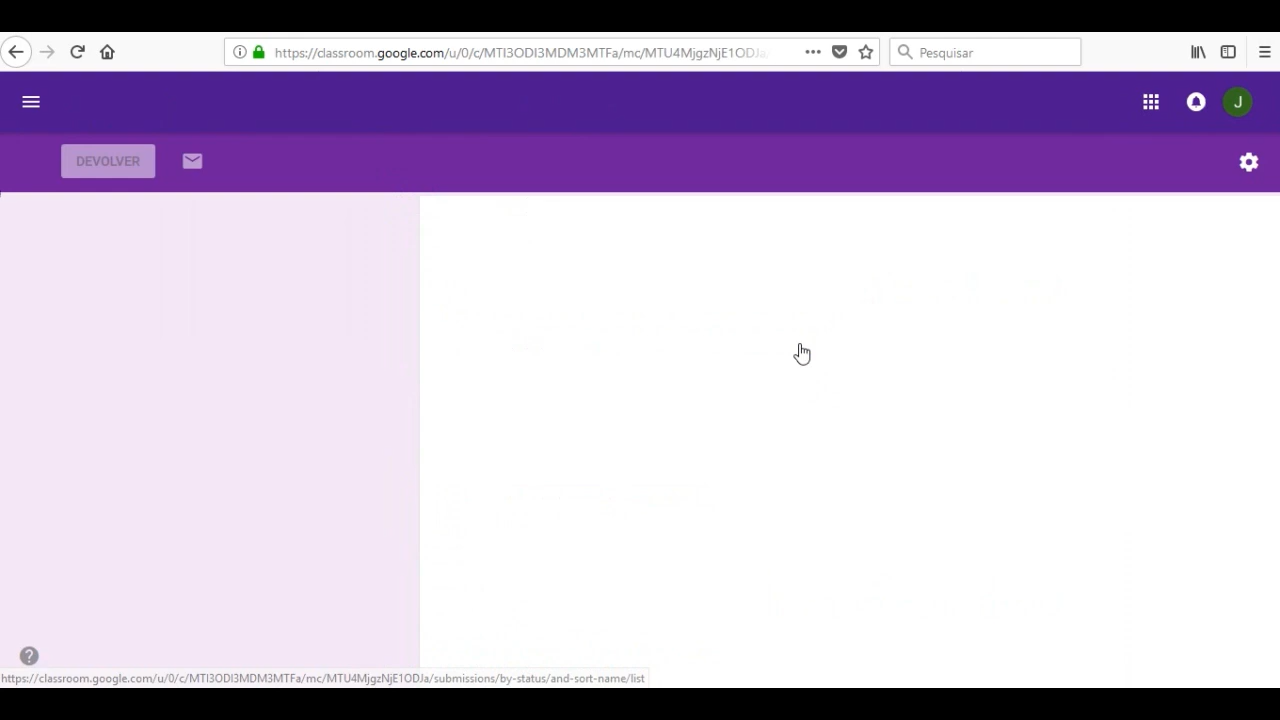 https://classroom.google.com/u/0/c/MTI3ODI3MDM3MTFa/mc/MTU4MjgzNjE1ODJa/
Pesquisar
J
DEVOLVER
?
https://classroom.google.com/u/0/c/MTI3ODI3MDM3MTFa/mc/MTU4MjgzNjE1ODJa/submissions/by-status/and-sort-name/list